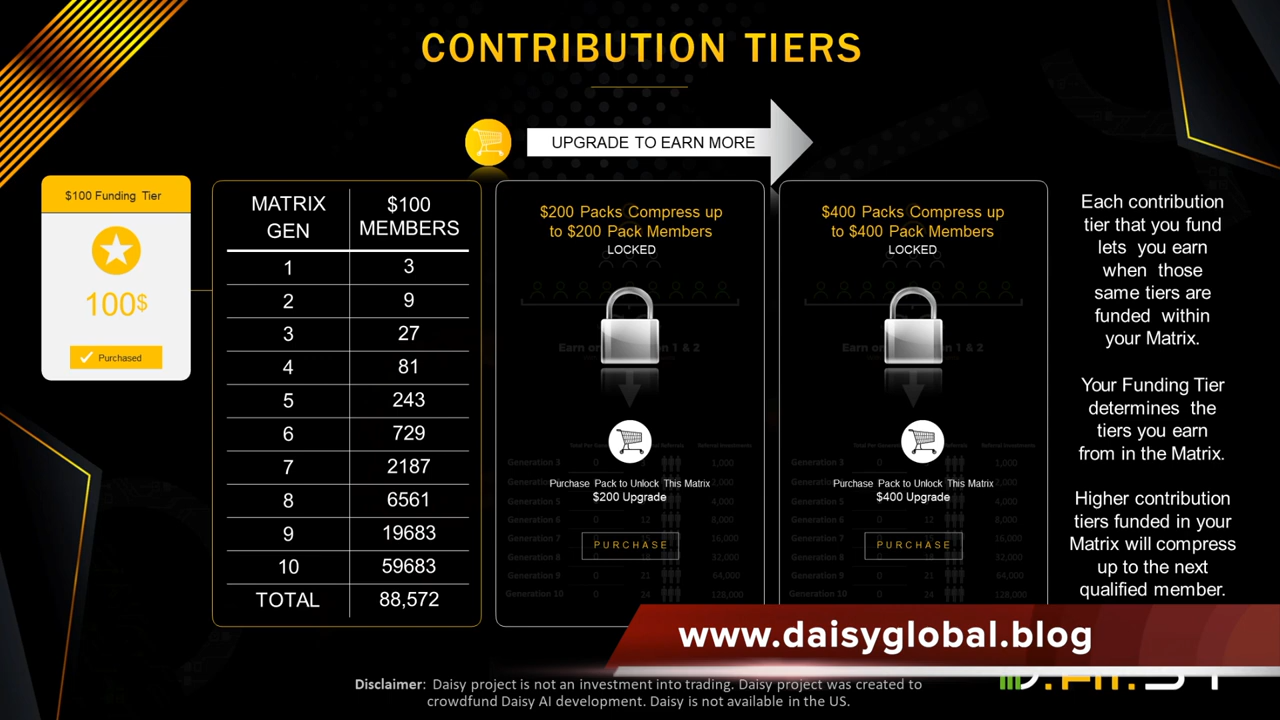 CONTRIBUTION TIERS
UPGRADE TO EARN MORE
$100 Funding Tier
100$
Purchased
MATRIX GEN $100 MEMBERS
1 3
2 9
3 27
4 81
5 243
6 729
7 2187
8 6561
9 19683
10 59683
TOTAL 88,572
$200 Packs Compress up
to $200 Pack Members
LOCKED
Purchase Pack to Unlock This Matrix
$200 Upgrade
PURCHASE
$400 Packs Compress up
to $400 Pack Members
LOCKED
Purchase Pack to Unlock This Matrix
$400 Upgrade
PURCHASE
Each contribution
tier that you fund
lets you earn
when those
same tiers are
funded within
your Matrix.
Your Funding Tier
determines the
tiers you earn
from in the Matrix.
Higher contribution
tiers funded in your
Matrix will compress
up to the next
qualified member.
www.daisyglobal.blog
Disclaimer: Daisy project is not an investment into trading. Daisy project was created to
crowdfund Daisy AI development. Daisy is not available in the US.